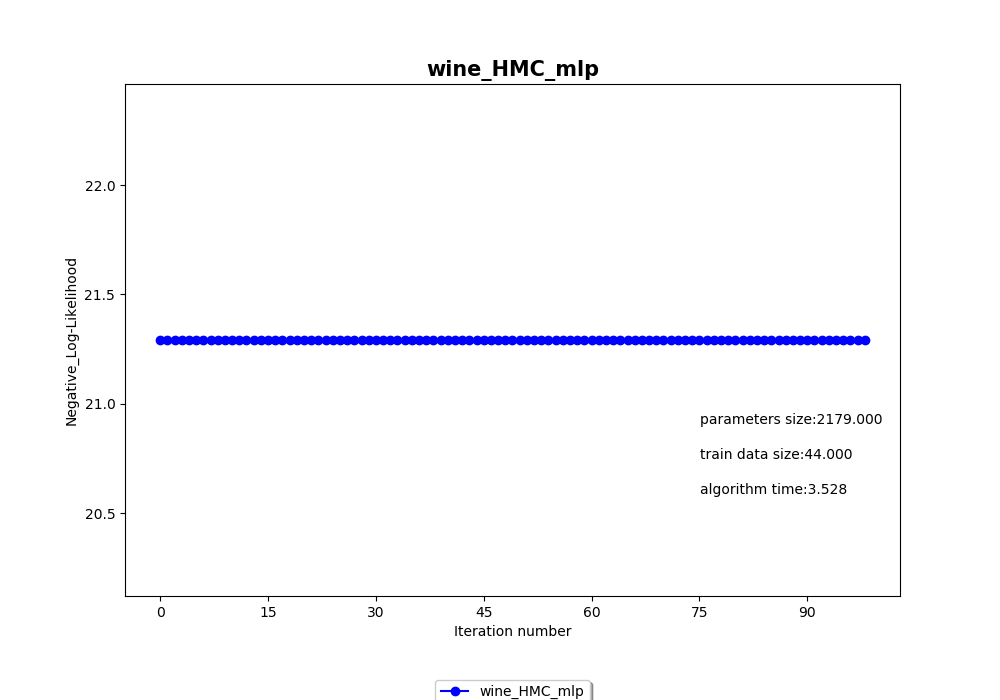 wine_HMC_mlp
22.0
21.5
21.0
20.5
Negative_Log-Likelihood
parameters size:2179.000
train data size:44.000
algorithm time:3.528
0 15 30 45 60 75 90
Iteration number
wine_HMC_mlp